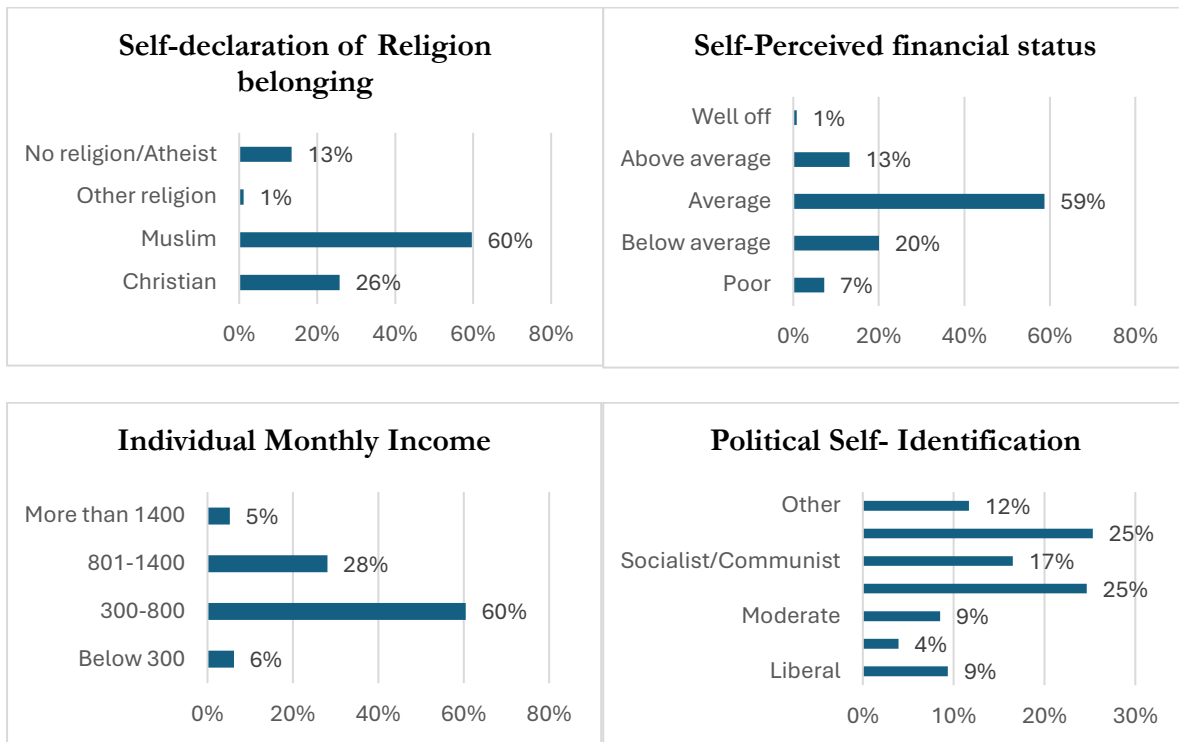 Self-declaration of Religion
belonging
No religion/Atheist 13%
Other religion 1%
Muslim 60%
Christian 26%
0% 20% 40% 60% 80%
Self-Perceived financial status
Well off 1%
Above average 13%
Average 59%
Below average 20%
Poor 7%
0% 20% 40% 60% 80%
Individual Monthly Income
More than 1400 5%
801-1400 28%
300-800 60%
Below 300 6%
0% 20% 40% 60% 80%
Political Self- Identification
Other 12%
25%
Socialist/Communist 17%
25%
Moderate 9%
4%
Liberal 9%
0% 10% 20% 30%